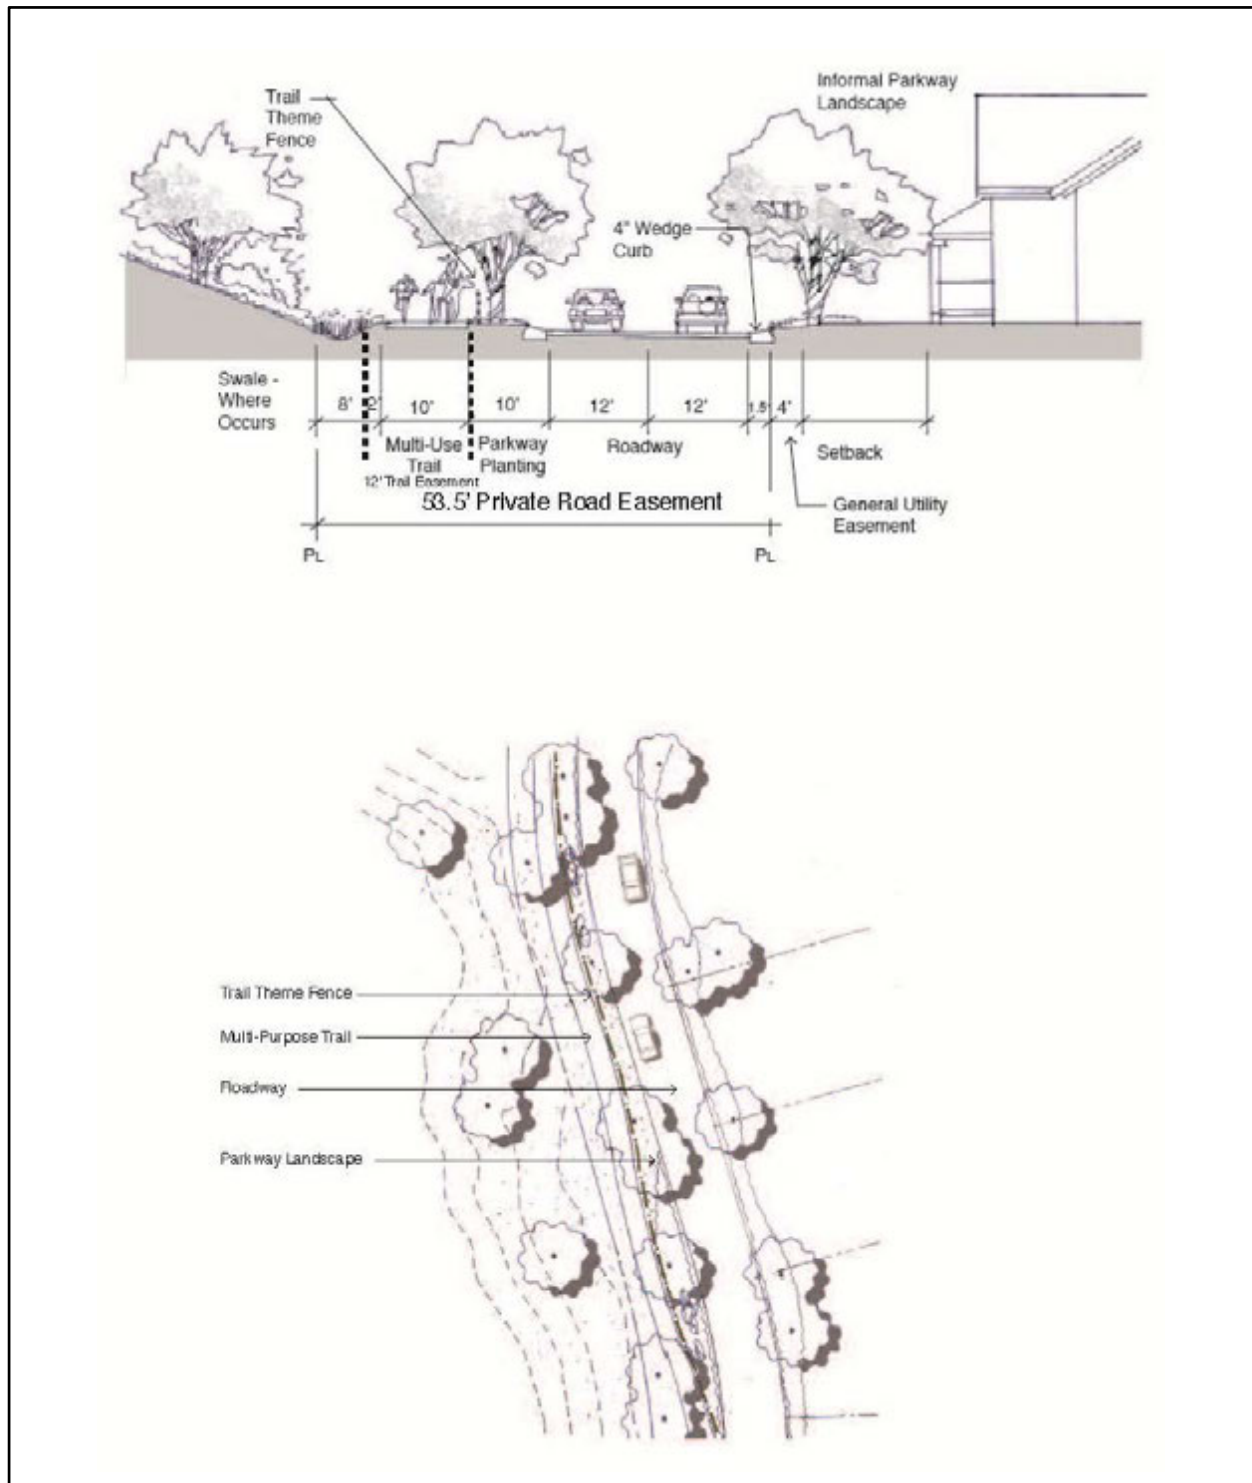 Trail
Theme
Fence
Informal Parkway
Landscape
4" Wedge
Curb
Swale -
Where
Occurs
8' 2' 10' 10' 12' 12' 1.5' 4'
Multi-Use
Trail
12' Trail Easement
Parkway
Planting
Roadway
Setback
53.5' Private Road Easement
General Utility
Easement
PL PL
Trail Theme Fence
Multi-Purpose Trail
Roadway
Parkway Landscape